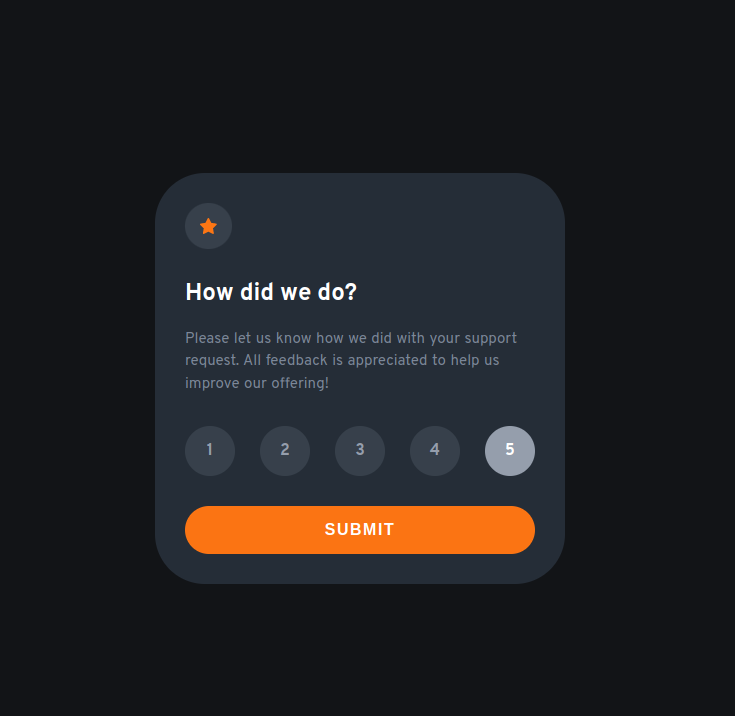 How did we do?
Please let us know how we did with your support
request. All feedback is appreciated to help us
improve our offering!
1 2 3 4 5
SUBMIT